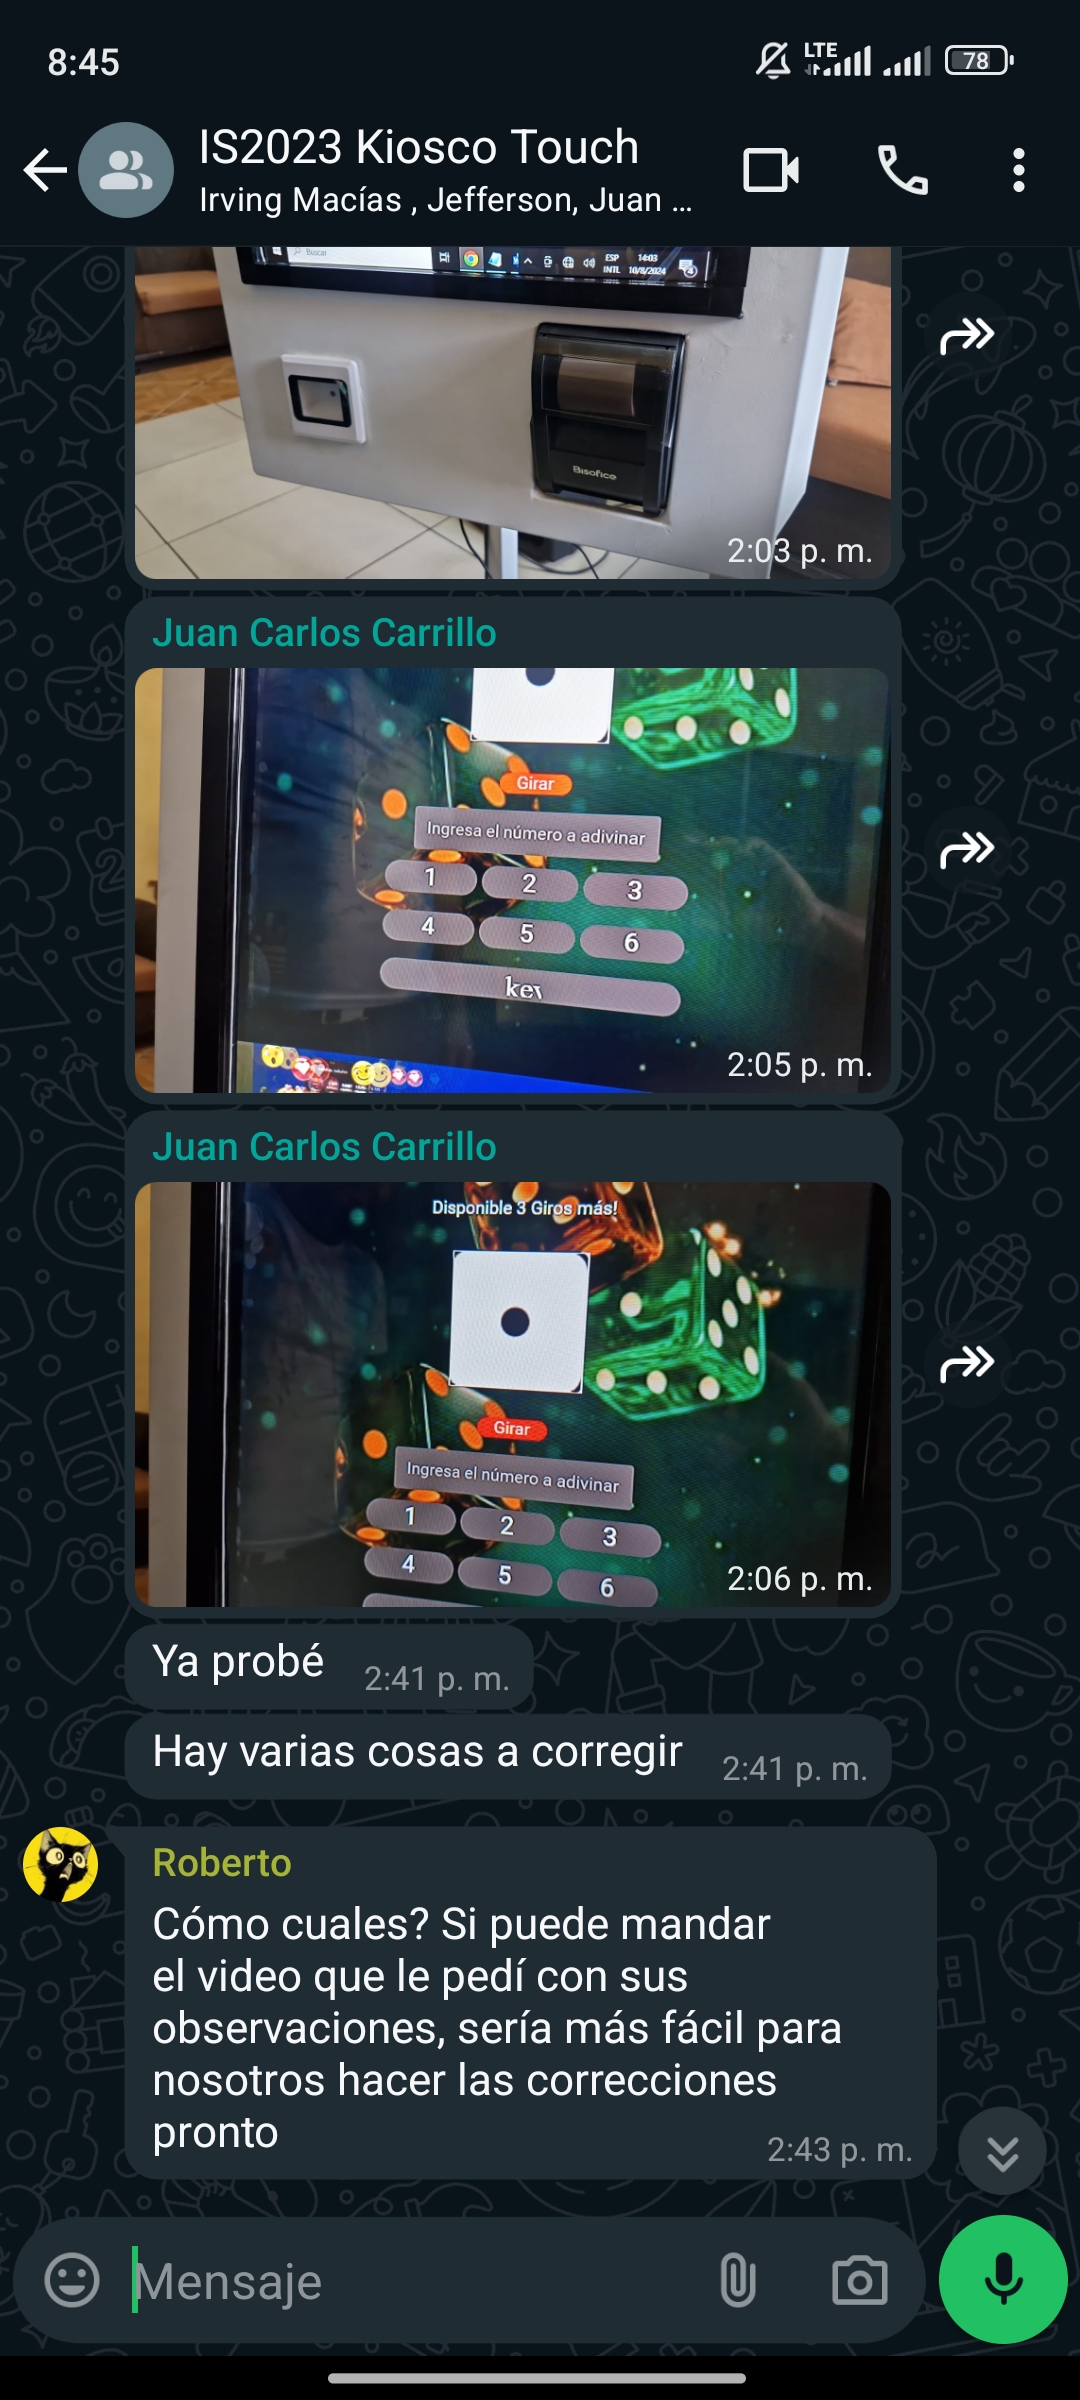 8:45
LTE
78
IS2023 Kiosco Touch
Irving Macías , Jefferson, Juan ...
Buscar
ESP
INTL
14:03
10/8/2024
Bisofice
2:03 p. m.
Juan Carlos Carrillo
Girar
Ingresa el número a adivinar
1 2 3
4 5 6
key
2:05 p. m.
Juan Carlos Carrillo
Disponible 3 Giros más!
Girar
Ingresa el número a adivinar
1 2 3
4 5 6
2:06 p. m.
Ya probé
2:41 p. m.
Hay varias cosas a corregir
2:41 p. m.
Roberto
Cómo cuales? Si puede mandar
el video que le pedí con sus
observaciones, sería más fácil para
nosotros hacer las correcciones
pronto
2:43 p. m.
Mensaje